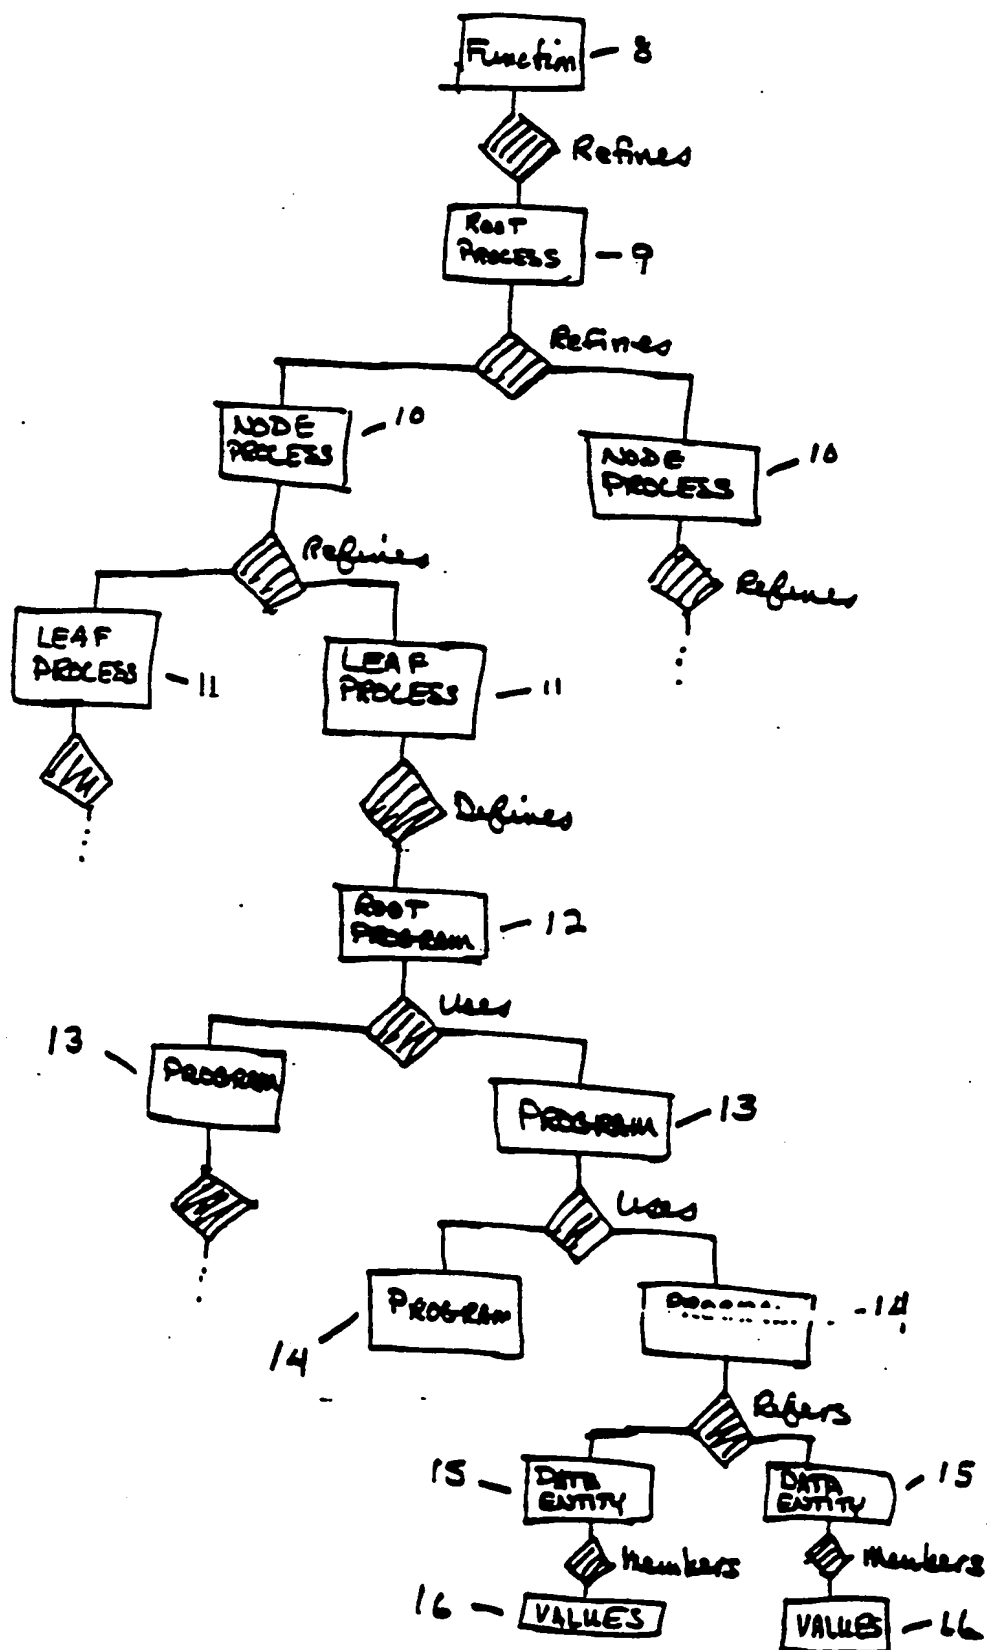 Function - 8
Refines
ROOT
PROCESS - 9
Refines
NODE
PROCESS - 10
NODE
PROCESS - 10
Refines
Refines
LEAF
PROCESS - 11
LEAF
PROCESS - 11
Defines
ROOT
PROGRAM - 12
Uses
13 PROGRAM
PROGRAM - 13
Uses
PROGRAM
14
- 14
Refers
15 - DATA
ENTITY
DATA
ENTITY - 15
Members
Members
16 - VALUES
VALUES - 16